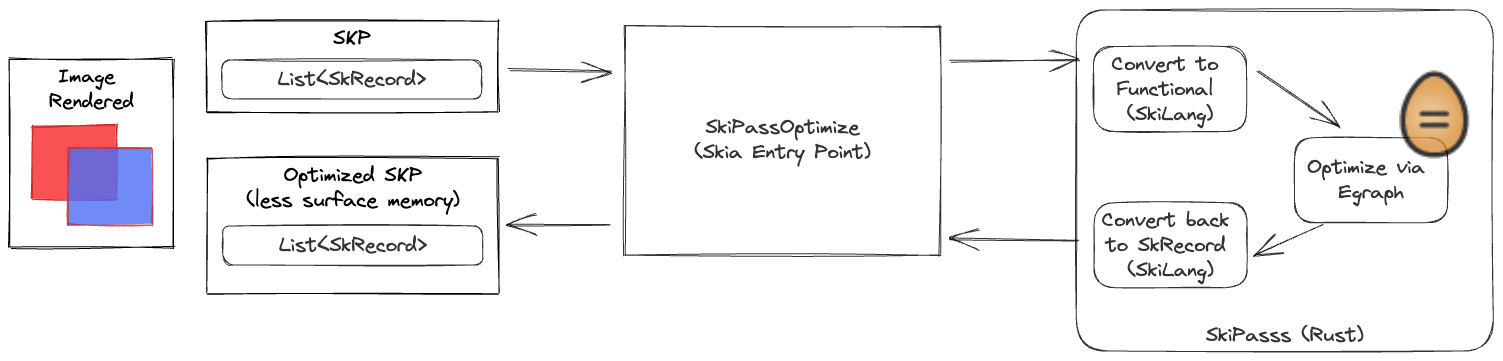 Image
Rendered
SKP
List<SkRecord>
Optimized SKP
(less surface memory)
List<SkRecord>
SkiPassOptimize
(Skia Entry Point)
Convert to
Functional
(SkiLang)
Optimize via
Egraph
Convert back
to SkRecord
(SkiLang)
SkiPasss (Rust)